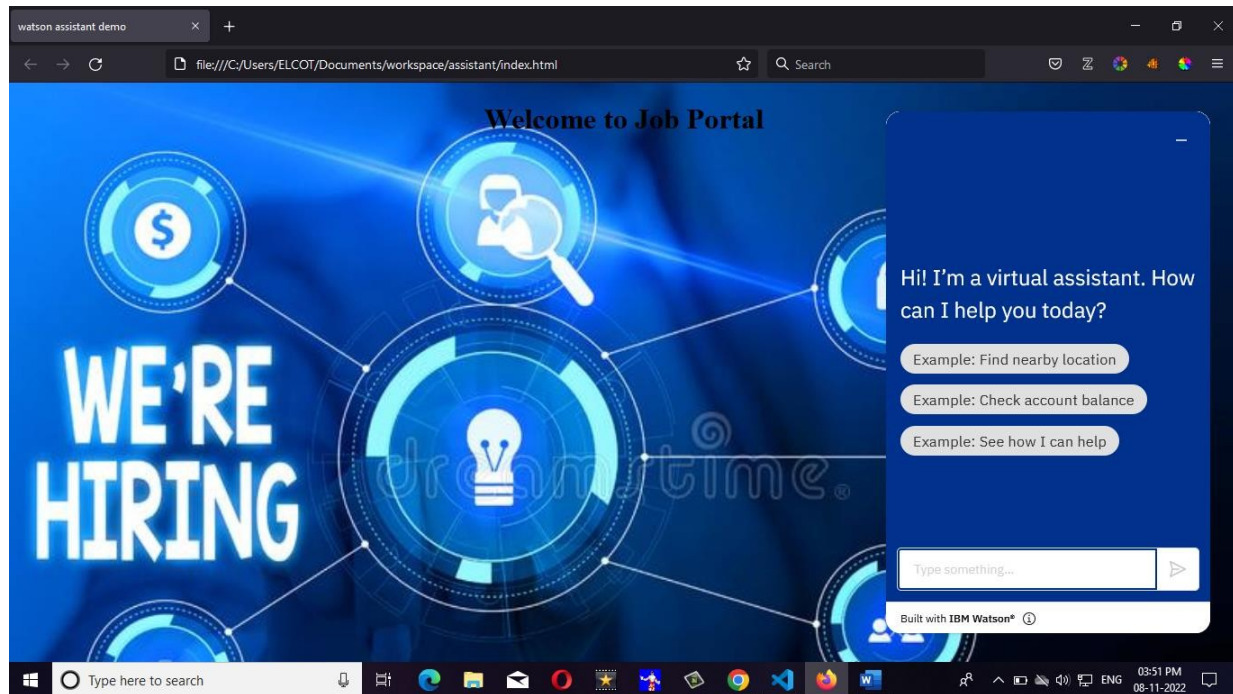 watson assistant demo
file:///C:/Users/ELCOT/Documents/workspace/assistant/index.html
Search
Welcome to Job Portal
WE'RE
HIRING
dreamstime®
Hi! I'm a virtual assistant. How
can I help you today?
Example: Find nearby location
Example: Check account balance
Example: See how I can help
Type something...
Built with IBM Watson®
Type here to search
ENG
03:51 PM
08-11-2022